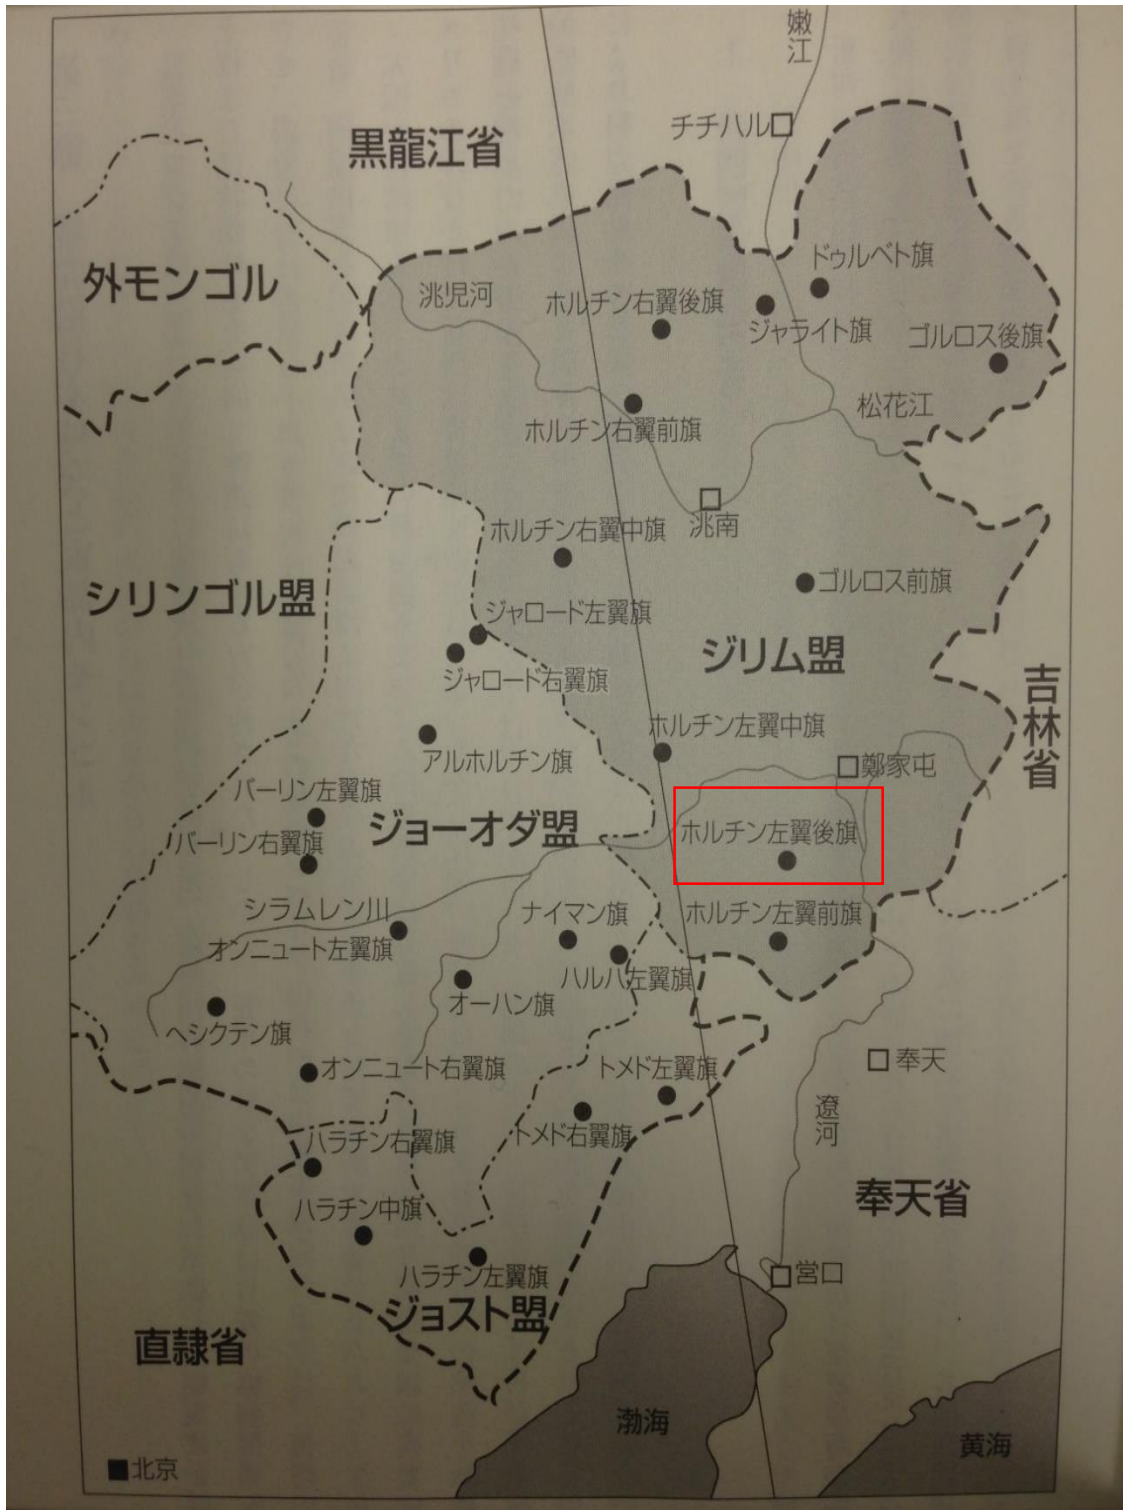 嫩江
チチハル
黒龍江省
ドゥルベト旗
外モンゴル
洮児河
ホルチン右翼後旗
ジャライト旗
ゴルロス後旗
松花江
ホルチン右翼前旗
洮南
ホルチン右翼中旗
ゴルロス前旗
シリンゴル盟
ジャロード左翼旗
ジリム盟
ジャロード右翼旗
吉林省
ホルチン左翼中旗
アルホルチン旗
鄭家屯
バーリン左翼旗
ジョーオダ盟
ホルチン左翼後旗
バーリン右翼旗
シラムレン川
ナイマン旗
ホルチン左翼前旗
オンニュート左翼旗
ハルハ左翼旗
オーハン旗
ヘシクテン旗
オンニュート右翼旗
トメド左翼旗
奉天
遼河
トメド右翼旗
ハラチン右翼旗
奉天省
ハラチン中旗
ハラチン左翼旗
営口
ジョスト盟
直隷省
渤海
黄海
北京